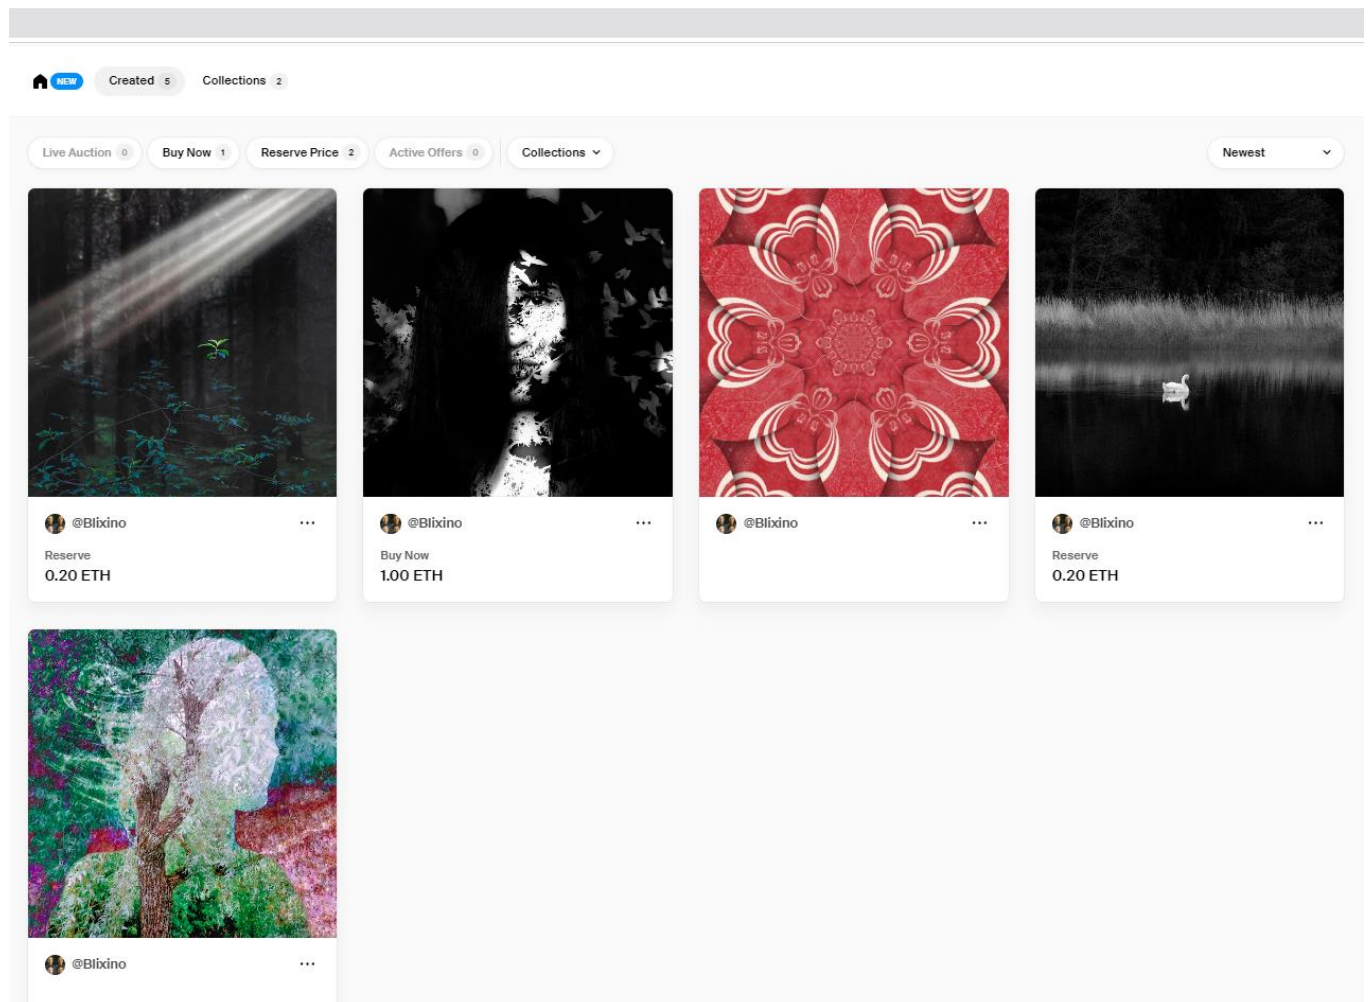 NEW Created 5 Collections 2
Live Auction 0 Buy Now 1 Reserve Price 2 Active Offers 0 Collections Newest
@Blixino ... @Blixino ... @Blixino ... @Blixino ...
Reserve Buy Now Reserve
0.20 ETH 1.00 ETH 0.20 ETH
@Blixino ...